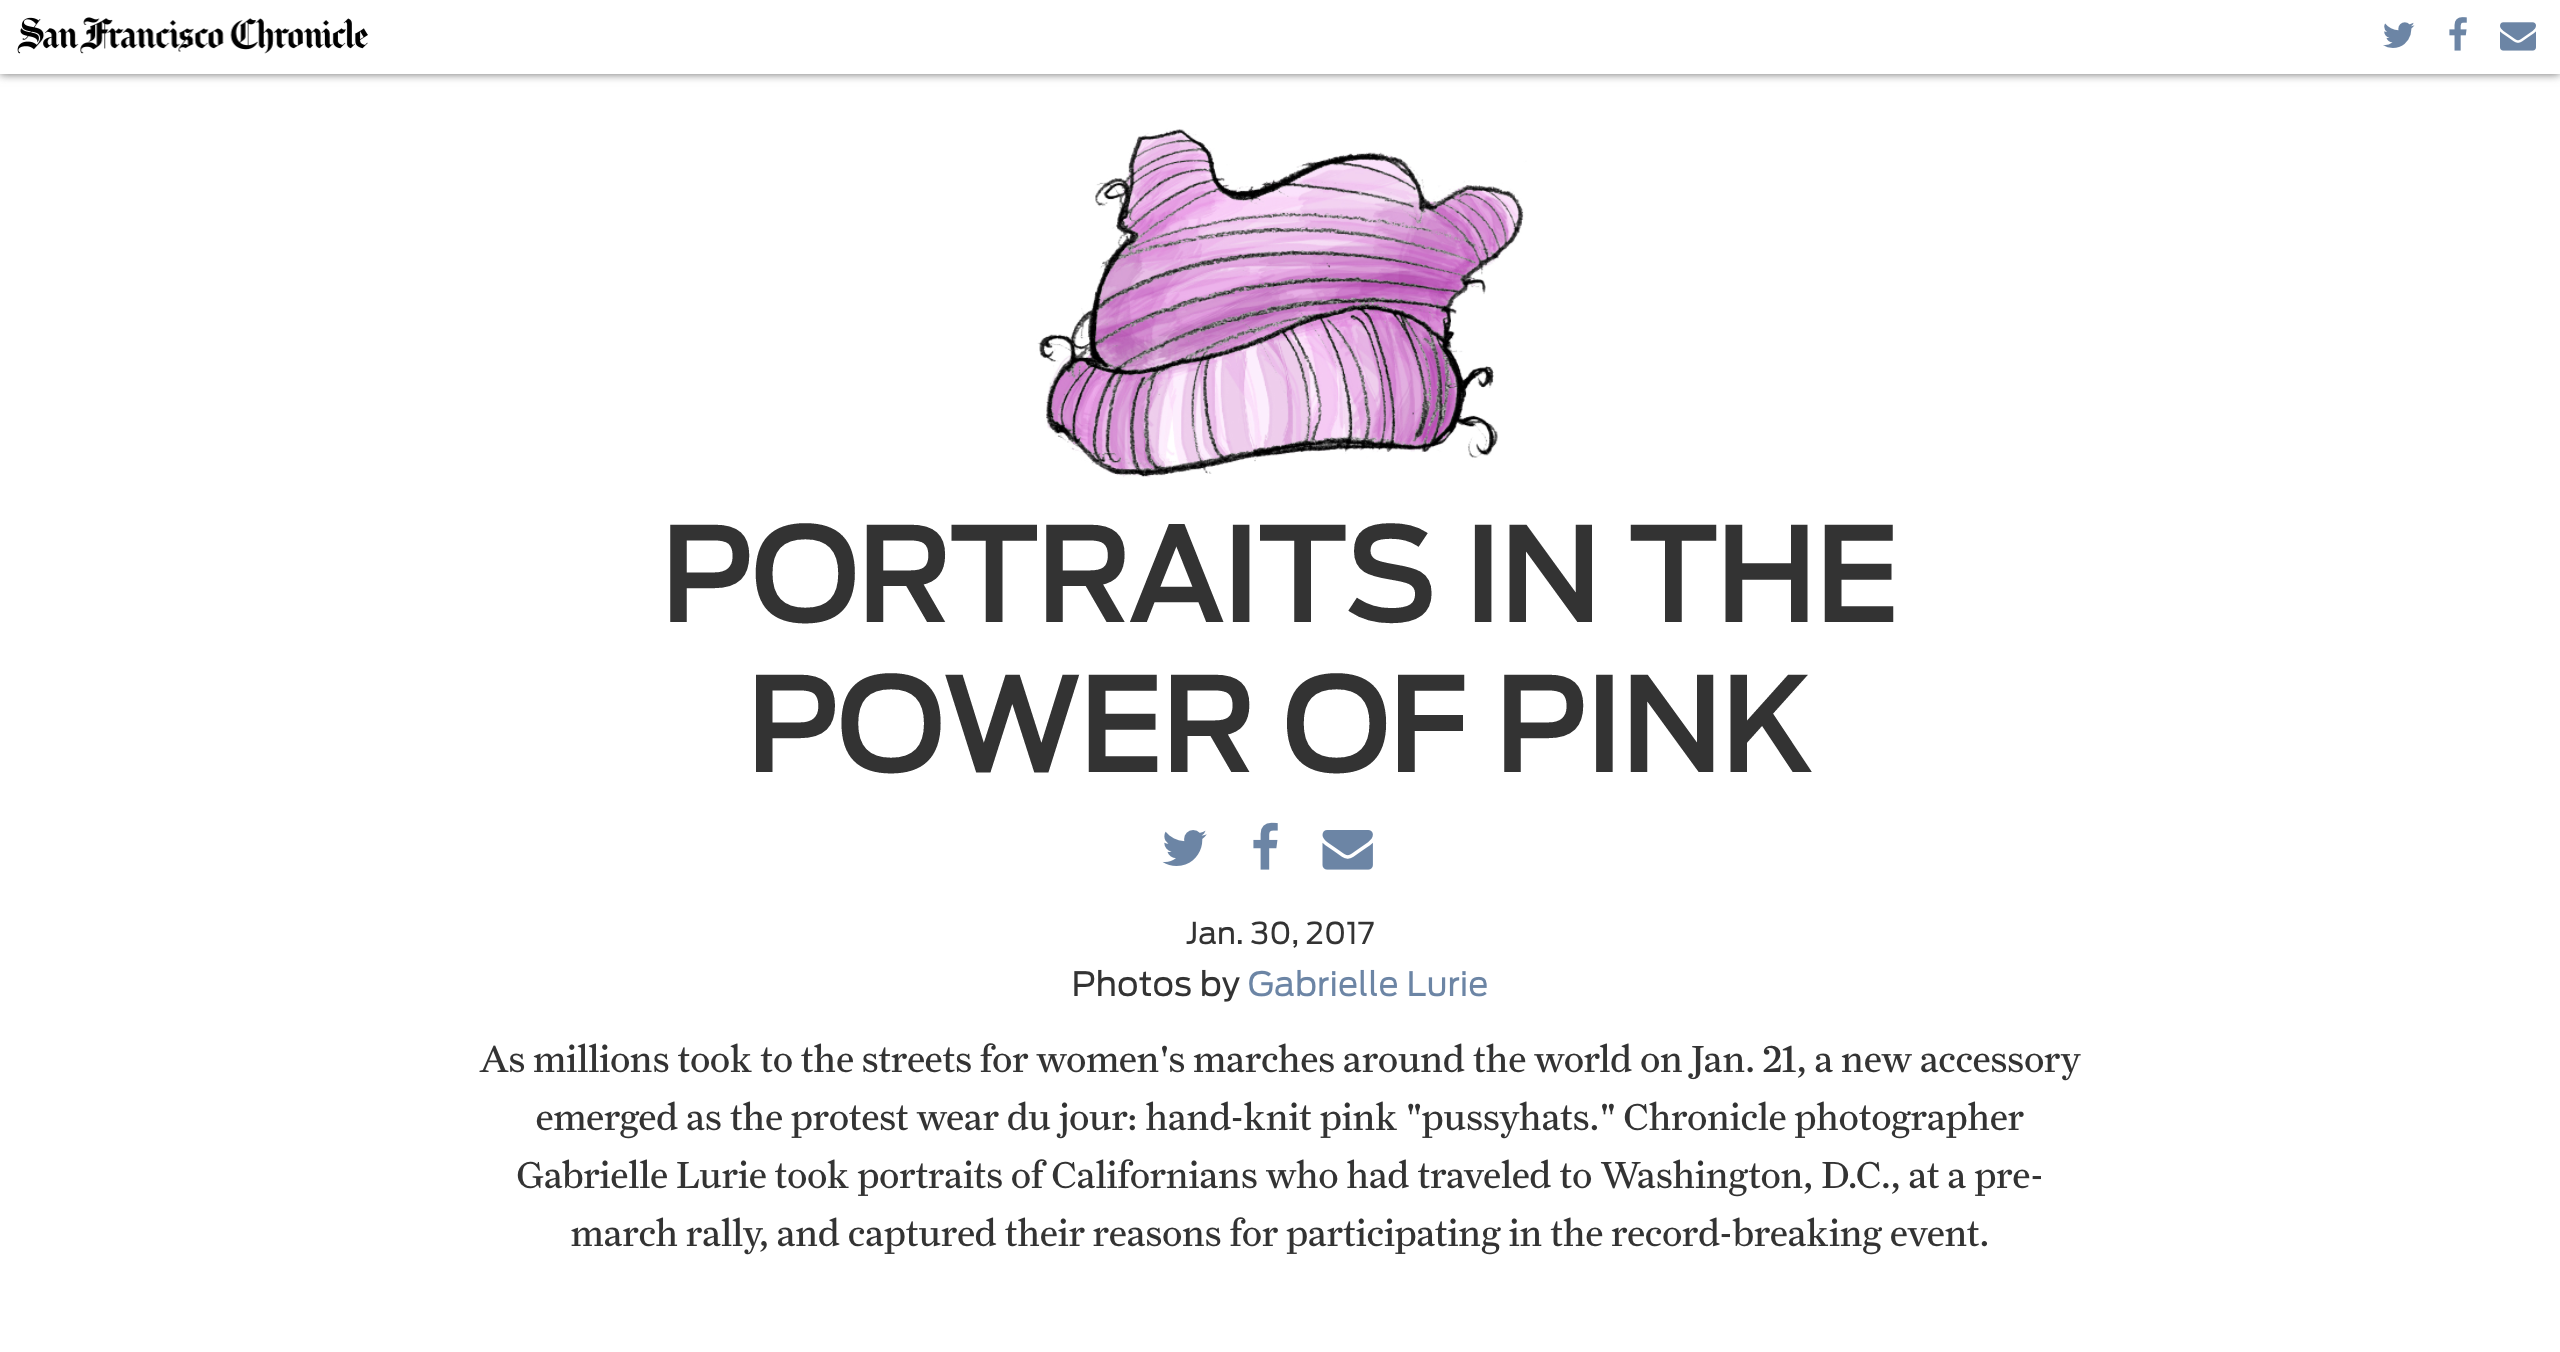 San Francisco Chronicle
PORTRAITS IN THE
POWER OF PINK
Jan. 30, 2017
Photos by Gabrielle Lurie
As millions took to the streets for women's marches around the world on Jan. 21, a new accessory
emerged as the protest wear du jour: hand-knit pink "pussyhats." Chronicle photographer
Gabrielle Lurie took portraits of Californians who had traveled to Washington, D.C., at a pre-
march rally, and captured their reasons for participating in the record-breaking event.